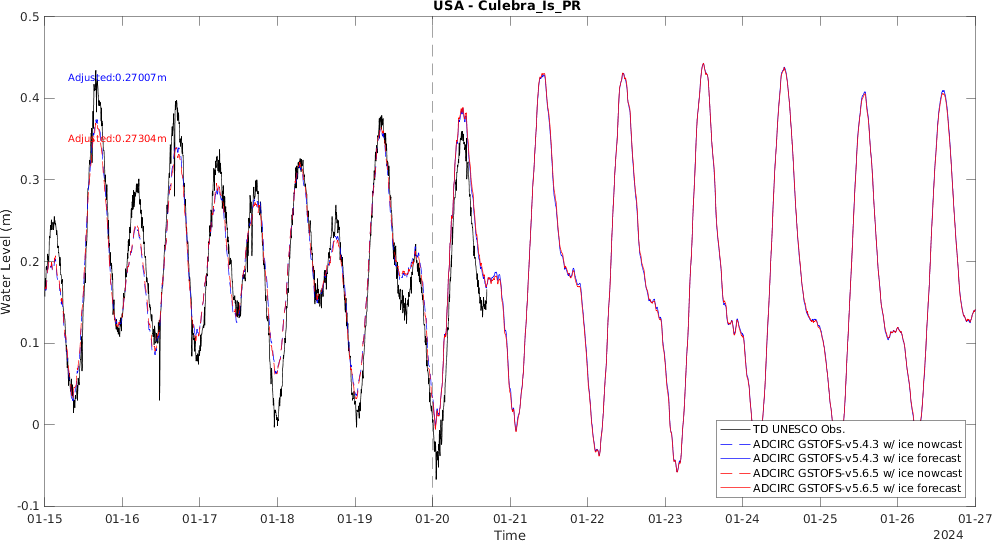 USA - Culebra_Is_PR
0.5
0.4
0.3
0.2
0.1
0
-0.1
Water Level (m)
Adjusted:0.27007m
Adjusted:0.27304m
TD UNESCO Obs.
ADCIRC GSTOFS-v5.4.3 w/ ice nowcast
ADCIRC GSTOFS-v5.4.3 w/ ice forecast
ADCIRC GSTOFS-v5.6.5 w/ ice nowcast
ADCIRC GSTOFS-v5.6.5 w/ ice forecast
01-15 01-16 01-17 01-18 01-19 01-20 01-21 01-22 01-23 01-24 01-25 01-26 01-27
Time
2024